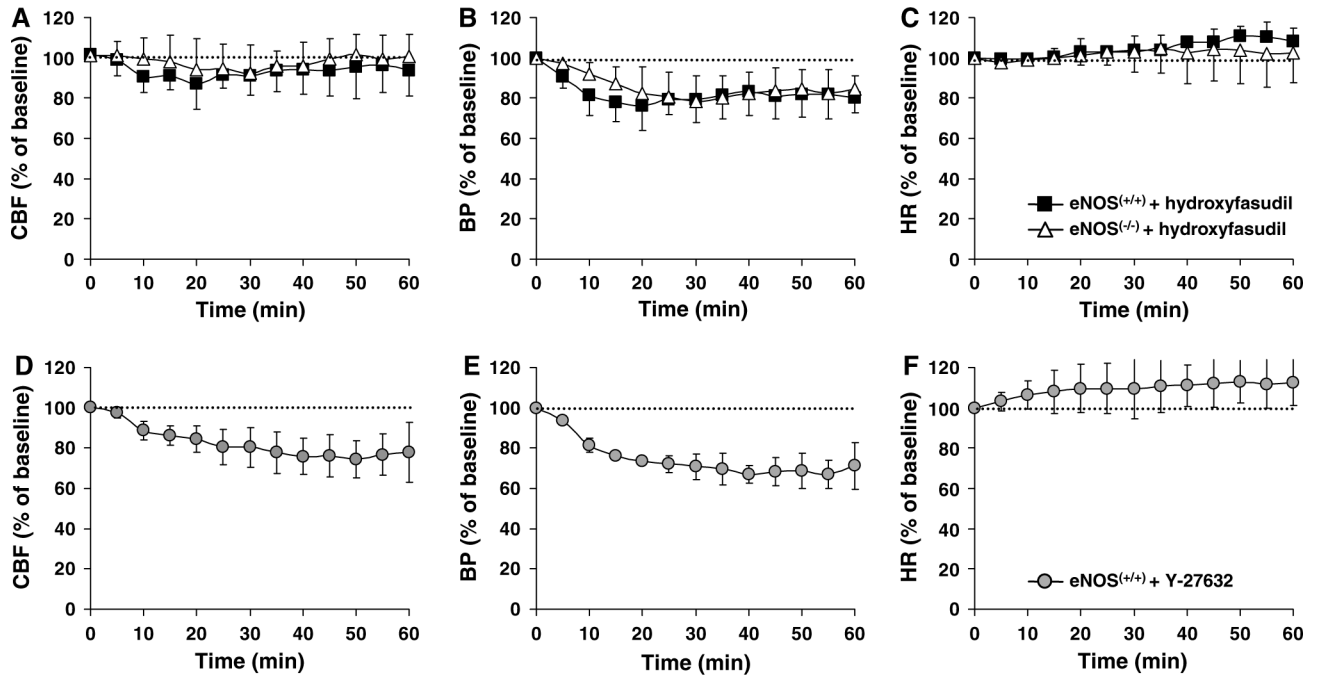 A
CBF (% of baseline)
120
100
80
60
40
20
0
0 10 20 30 40 50 60
Time (min)
B
BP (% of baseline)
120
100
80
60
40
20
0
0 10 20 30 40 50 60
Time (min)
C
HR (% of baseline)
120
100
80
60
40
20
0
eNOS(+/+) + hydroxyfasudil
eNOS(-/-) + hydroxyfasudil
0 10 20 30 40 50 60
Time (min)
D
CBF (% of baseline)
120
100
80
60
40
20
0
0 10 20 30 40 50 60
Time (min)
E
BP (% of baseline)
120
100
80
60
40
20
0
0 10 20 30 40 50 60
Time (min)
F
HR (% of baseline)
120
100
80
60
40
20
0
eNOS(+/+) + Y-27632
0 10 20 30 40 50 60
Time (min)